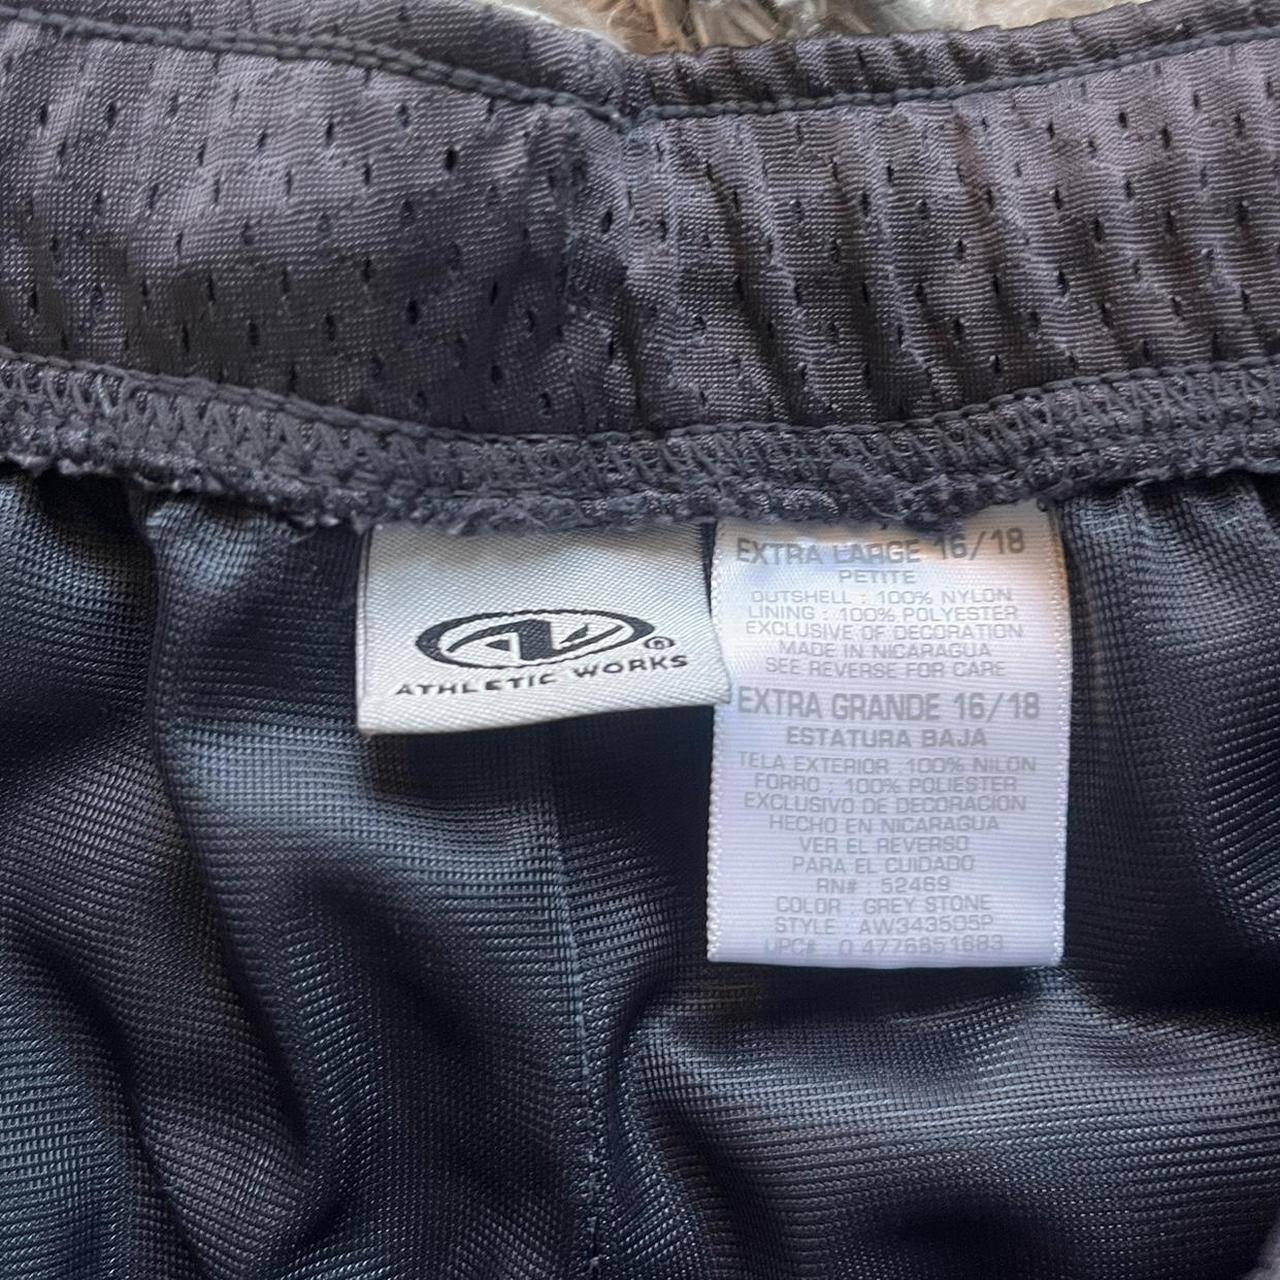 ATHLETIC WORKS
EXTRA LARGE 16/18
PETITE
OUTSHELL : 100% NYLON
LINING : 100% POLYESTER
EXCLUSIVE OF DECORATION
MADE IN NICARAGUA
SEE REVERSE FOR CARE
EXTRA GRANDE 16/18
ESTATURA BAJA
TELA EXTERIOR : 100% NILON
FORRO : 100% POLIESTER
EXCLUSIVO DE DECORACION
HECHO EN NICARAGUA
VER EL REVERSO
PARA EL CUIDADO
RN# : 52469
COLOR : GREY STONE
STYLE : AW343505P
UPC# : 0 4776651683